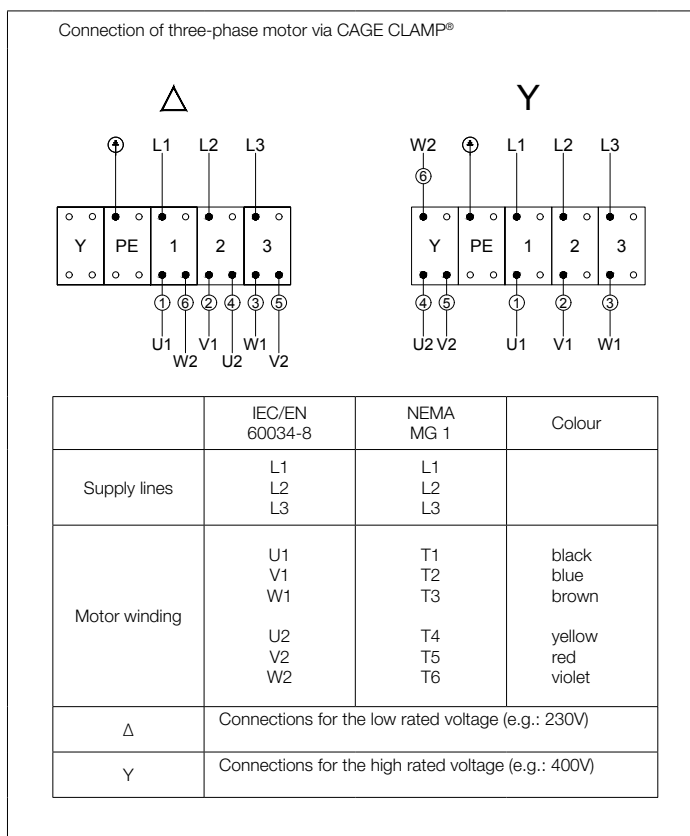 Connection of three-phase motor via CAGE CLAMP®
Δ Y
L1 L2 L3 W2 L1 L2 L3
6
Y PE 1 2 3 Y PE 1 2 3
1 6 2 4 3 5 4 5 1 2 3
U1 V1 W1 U2 V2 U1 V1 W1
W2 U2 V2
IEC/EN NEMA Colour
60034-8 MG 1
Supply lines
L1 L1
L2 L2
L3 L3
Motor winding
U1 T1 black
V1 T2 blue
W1 T3 brown
U2 T4 yellow
V2 T5 red
W2 T6 violet
Δ Connections for the low rated voltage (e.g.: 230V)
Y Connections for the high rated voltage (e.g.: 400V)